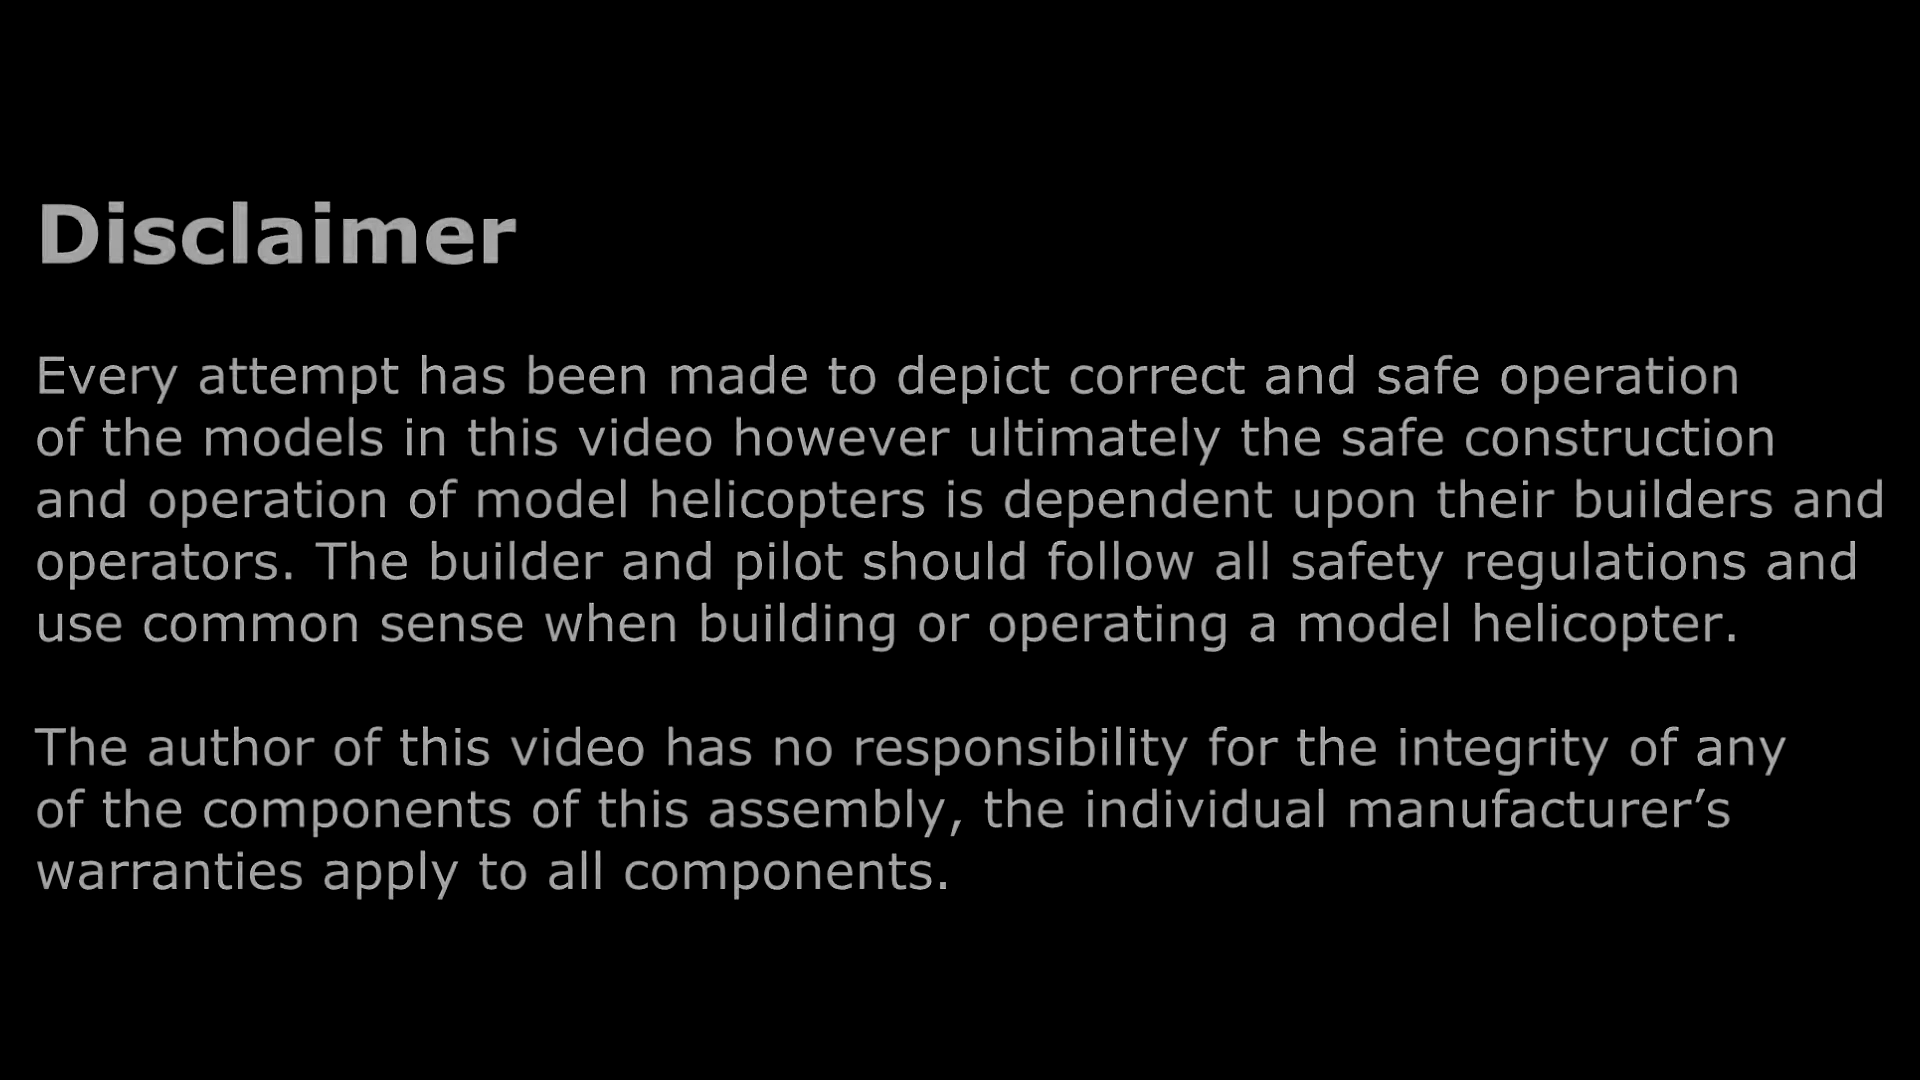 Disclaimer
Every attempt has been made to depict correct and safe operation
of the models in this video however ultimately the safe construction
and operation of model helicopters is dependent upon their builders and
operators. The builder and pilot should follow all safety regulations and
use common sense when building or operating a model helicopter.
The author of this video has no responsibility for the integrity of any
of the components of this assembly, the individual manufacturer’s
warranties apply to all components.